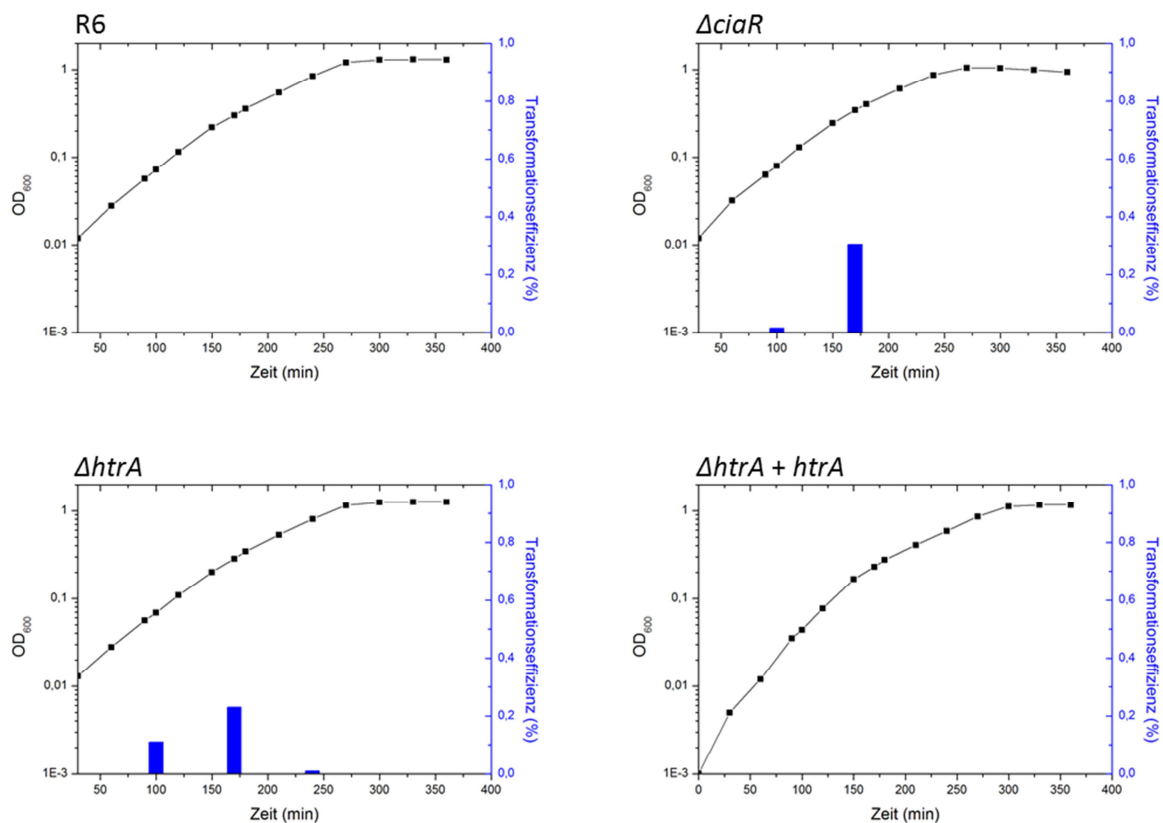 R6
1
0,1
0,01
1E-3
OD600
50 100 150 200 250 300 350 400
Zeit (min)
1,0
0,8
0,6
0,4
0,2
0,0
Transformationseffizienz (%)
ΔciaR
1
0,1
0,01
1E-3
OD600
50 100 150 200 250 300 350 400
Zeit (min)
1,0
0,8
0,6
0,4
0,2
0,0
Transformationseffizienz (%)
ΔhtrA
1
0,1
0,01
1E-3
OD600
50 100 150 200 250 300 350 400
Zeit (min)
1,0
0,8
0,6
0,4
0,2
0,0
Transformationseffizienz (%)
ΔhtrA + htrA
1
0,1
0,01
1E-3
OD600
0 50 100 150 200 250 300 350 400
Zeit (min)
1,0
0,8
0,6
0,4
0,2
0,0
Transformationseffizienz (%)